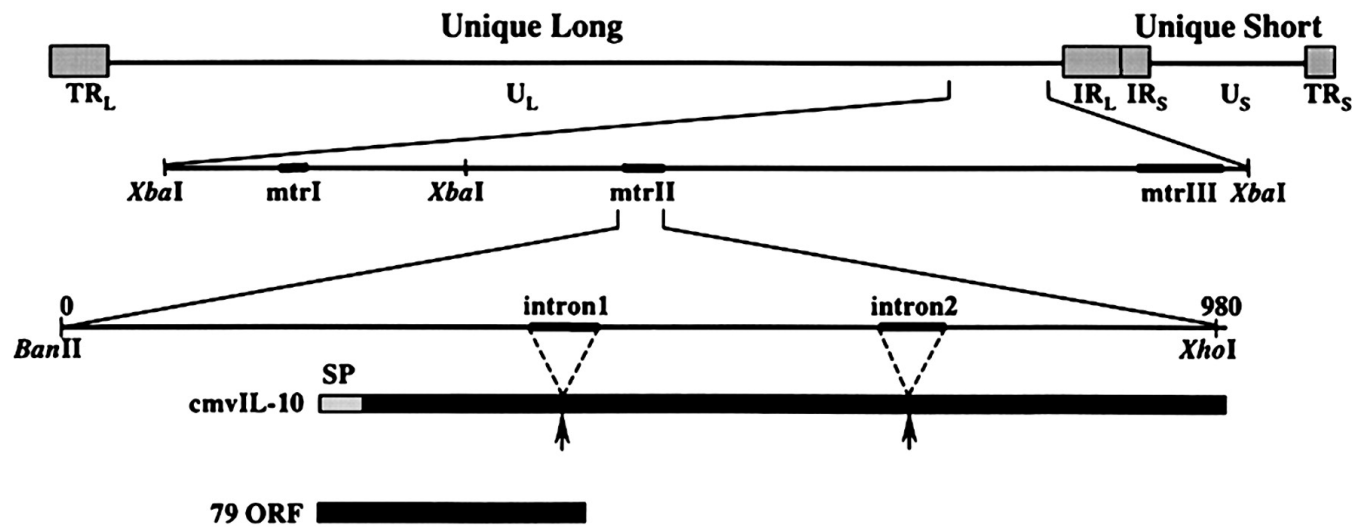 Unique Long Unique Short
TRL UL IRL IRS US TRS
XbaI mtrI XbaI mtrII mtrIII XbaI
0 intron1 intron2 980
BanII XhoI
SP
cmvIL-10
79 ORF